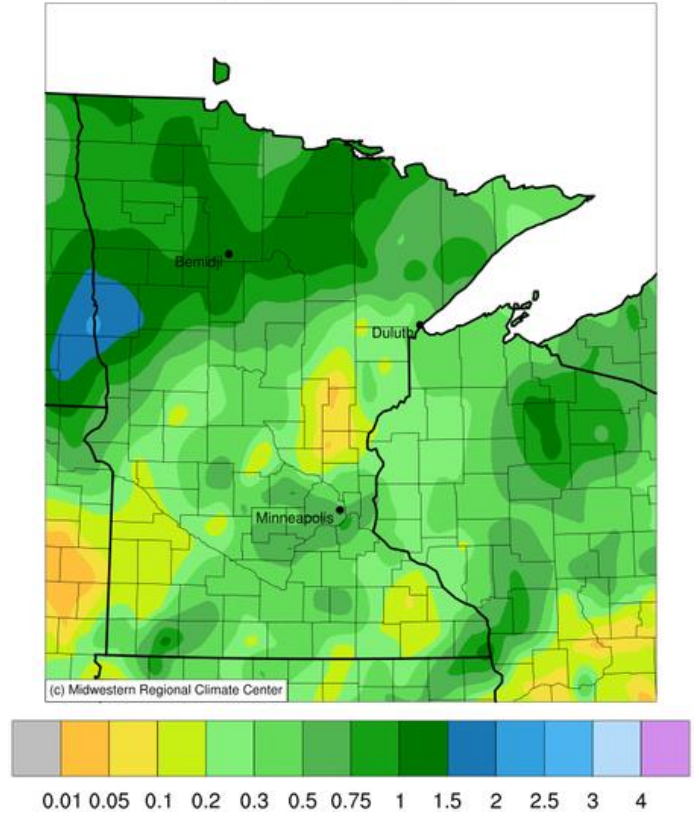 Bemidji
Duluth
Minneapolis
(c) Midwestern Regional Climate Center
0.01 0.05 0.1 0.2 0.3 0.5 0.75 1 1.5 2 2.5 3 4